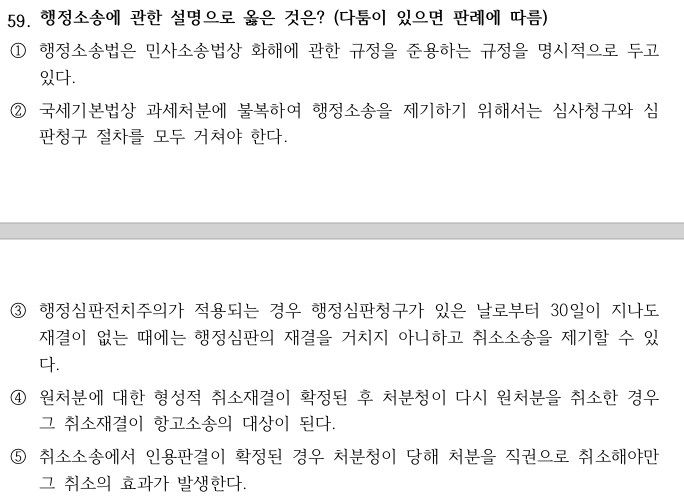 59. 행정소송에 관한 설명으로 옳은 것은? (다툼이 있으면 판례에 따름)
① 행정소송법은 민사소송법상 화해에 관한 규정을 준용하는 규정을 명시적으로 두고
있다.
② 국세기본법상 과세처분에 불복하여 행정소송을 제기하기 위해서는 심사청구와 심
판청구 절차를 모두 거쳐야 한다.
③ 행정심판전치주의가 적용되는 경우 행정심판청구가 있은 날로부터 30일이 지나도
재결이 없는 때에는 행정심판의 재결을 거치지 아니하고 취소소송을 제기할 수 있
다.
④ 원처분에 대한 형성적 취소재결이 확정된 후 처분청이 다시 원처분을 취소한 경우
그 취소재결이 항고소송의 대상이 된다.
⑤ 취소소송에서 인용판결이 확정된 경우 처분청이 당해 처분을 직권으로 취소해야만
그 취소의 효과가 발생한다.